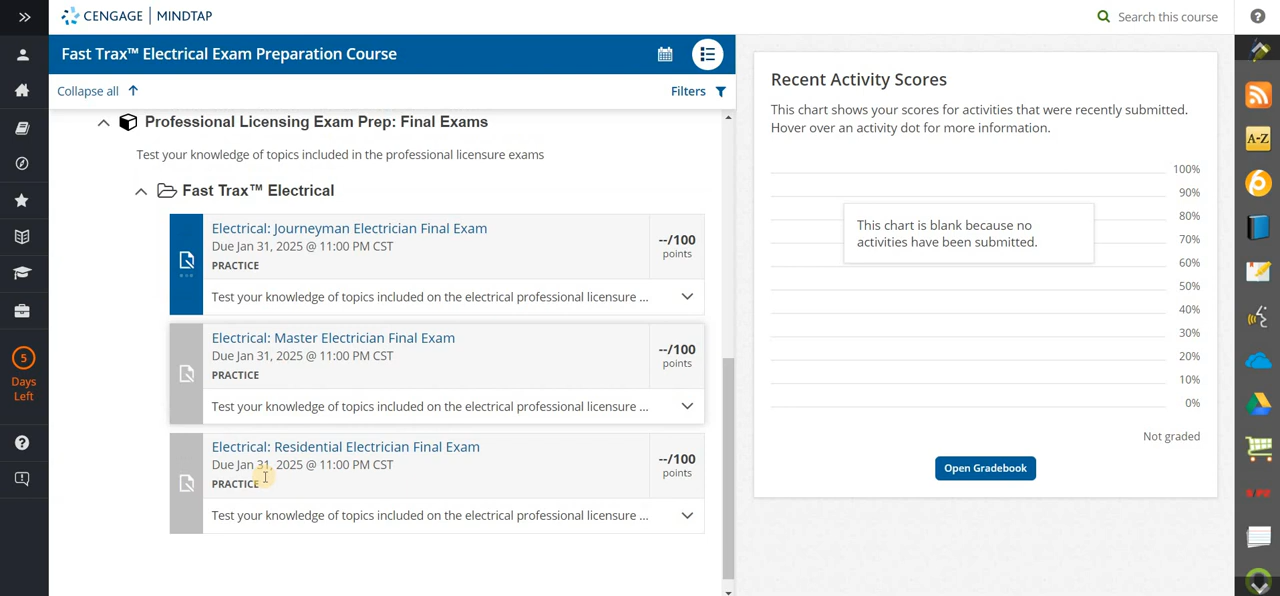 CENGAGE | MINDTAP
Search this course
Fast Trax™ Electrical Exam Preparation Course
Collapse all
Filters
Professional Licensing Exam Prep: Final Exams
Test your knowledge of topics included in the professional licensure exams
Fast Trax™ Electrical
Electrical: Journeyman Electrician Final Exam
Due Jan 31, 2025 @ 11:00 PM CST
PRACTICE
--/100
points
Test your knowledge of topics included on the electrical professional licensure ...
Electrical: Master Electrician Final Exam
Due Jan 31, 2025 @ 11:00 PM CST
PRACTICE
--/100
points
Test your knowledge of topics included on the electrical professional licensure ...
Electrical: Residential Electrician Final Exam
Due Jan 31, 2025 @ 11:00 PM CST
PRACTICE
--/100
points
Test your knowledge of topics included on the electrical professional licensure ...
5
Days
Left
Recent Activity Scores
This chart shows your scores for activities that were recently submitted.
Hover over an activity dot for more information.
100%
90%
80%
70%
60%
50%
40%
30%
20%
10%
0%
This chart is blank because no
activities have been submitted.
Not graded
Open Gradebook
A-Z